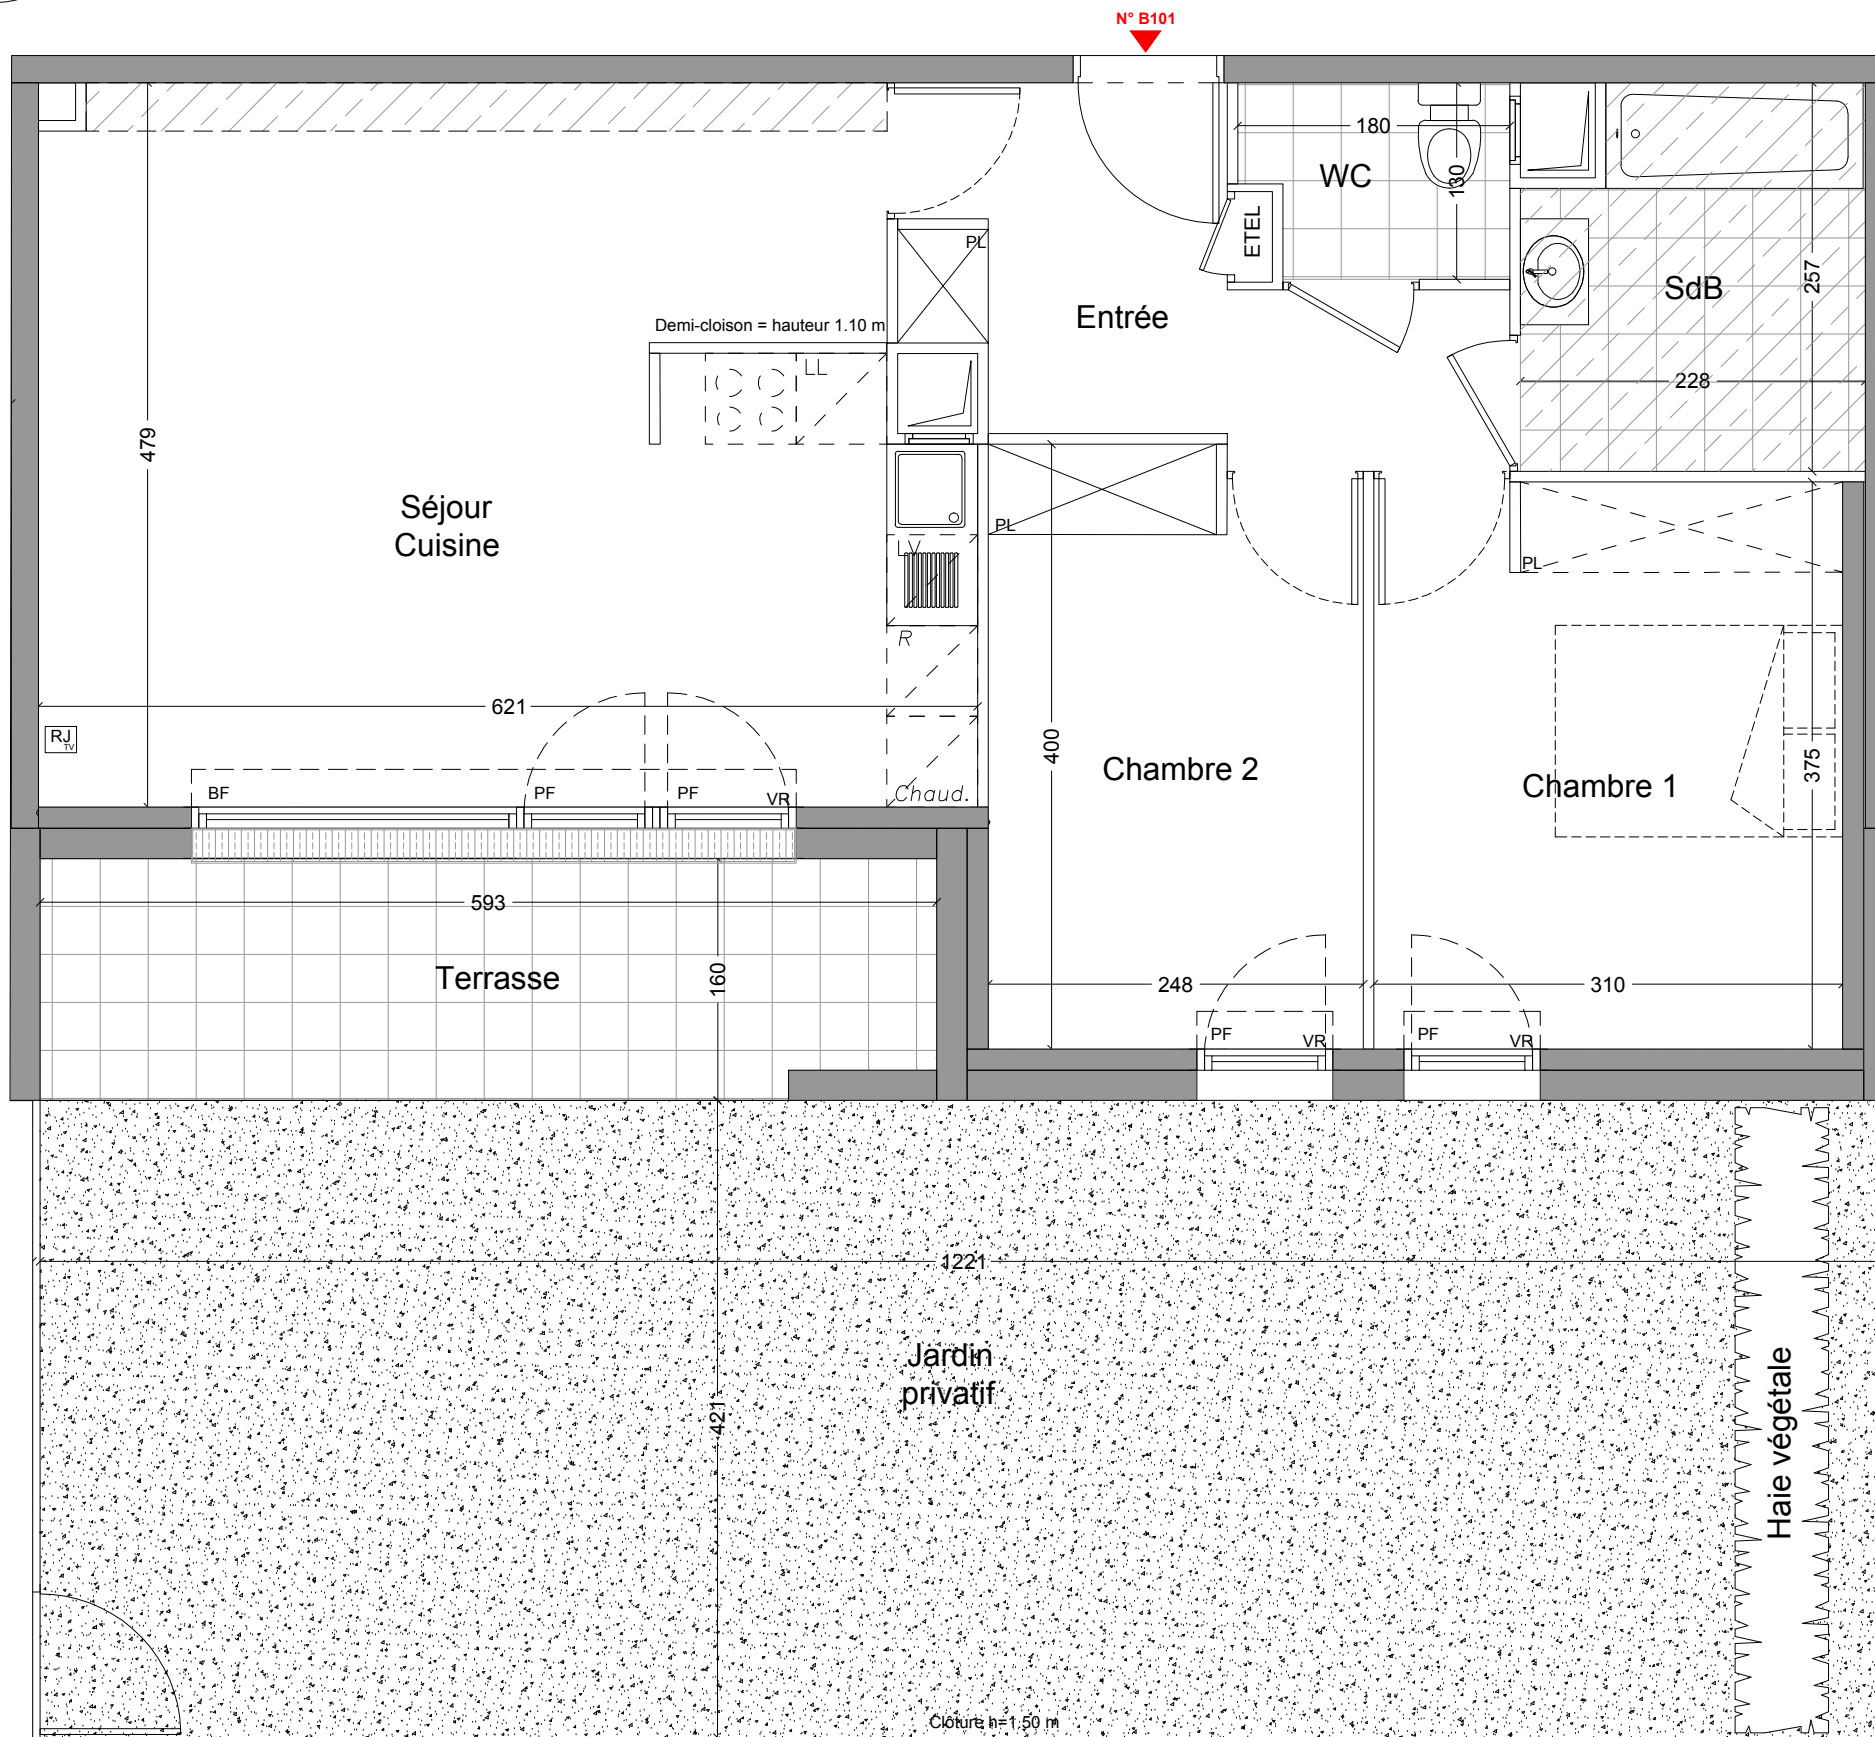 N° B101
180
WC
130
ETEL
PL
257
SdB
Entrée
Demi-cloison = hauteur 1.10 m
LL
228
479
Séjour
Cuisine
PL
LV
PL
R
621
RJ
TV
400
Chambre 2
375
Chambre 1
BF
PF
PF
VR
Chaud.
593
Terrasse
160
248
310
PF
VR
PF
VR
1221
Jardin
privatif
421
Haie végétale
Clôture h=1.50 m